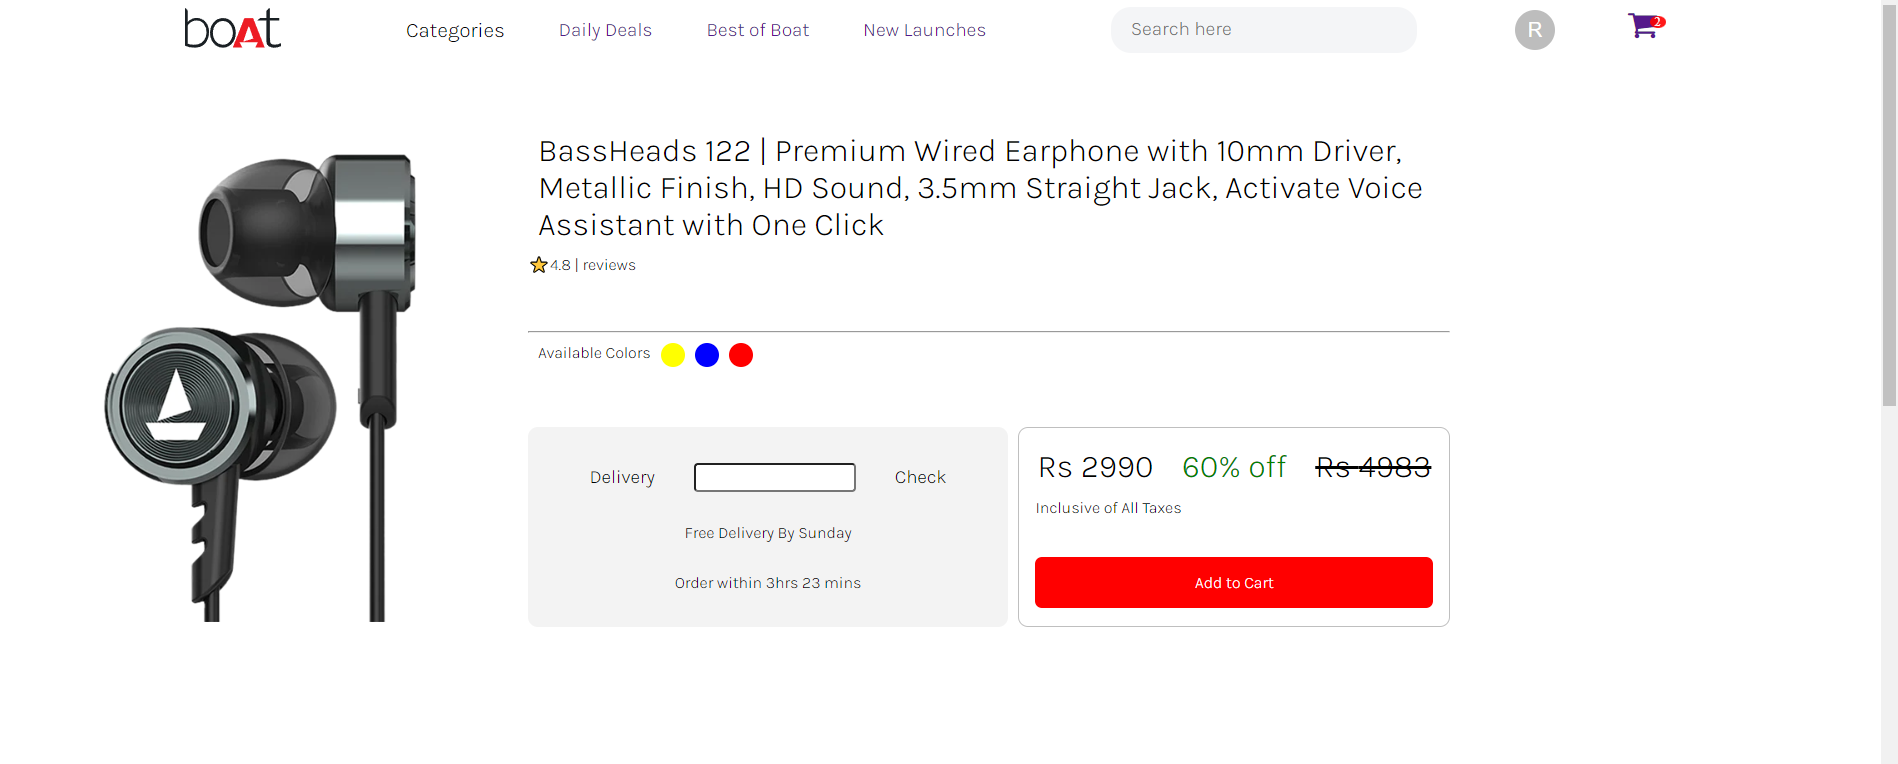 boAt
Categories
Daily Deals
Best of Boat
New Launches
Search here
R
2
BassHeads 122 | Premium Wired Earphone with 10mm Driver,
Metallic Finish, HD Sound, 3.5mm Straight Jack, Activate Voice
Assistant with One Click
4.8 | reviews
Available Colors
Delivery
Check
Free Delivery By Sunday
Order within 3hrs 23 mins
Rs 2990 60% off Rs 4983
Inclusive of All Taxes
Add to Cart